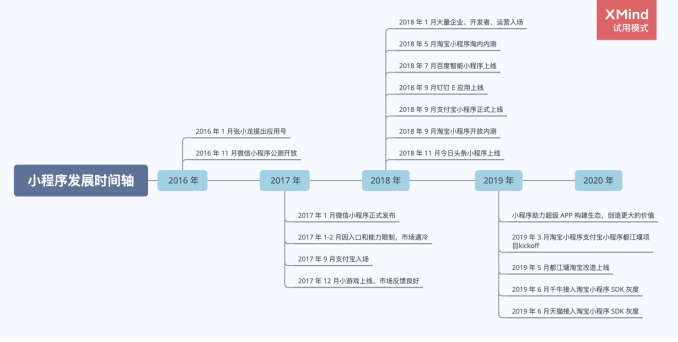 XMind
试用模式
小程序发展时间轴
2016 年
2016 年 1 月张小龙提出应用号
2016 年 11 月微信小程序公测开放
2017 年
2017 年 1 月微信小程序正式发布
2017 年 1-2 月因入口和能力限制，市场遇冷
2017 年 9 月支付宝入场
2017 年 12 月小游戏上线，市场反馈良好
2018 年
2018 年 1 月大量企业、开发者、运营入场
2018 年 5 月淘宝小程序淘内内测
2018 年 7 月百度智能小程序上线
2018 年 9 月钉钉 E 应用上线
2018 年 9 月支付宝小程序正式上线
2018 年 9 月淘宝小程序开放内测
2018 年 11 月今日头条小程序上线
2019 年
小程序助力超级 APP 构建生态，创造更大的价值
2019 年 3 月淘宝小程序支付宝小程序都江堰项
目kickoff
2019 年 5 月都江堰淘宝改造上线
2019 年 6 月千牛接入淘宝小程序 SDK 灰度
2019 年 6 月天猫接入淘宝小程序 SDK 灰度
2020 年